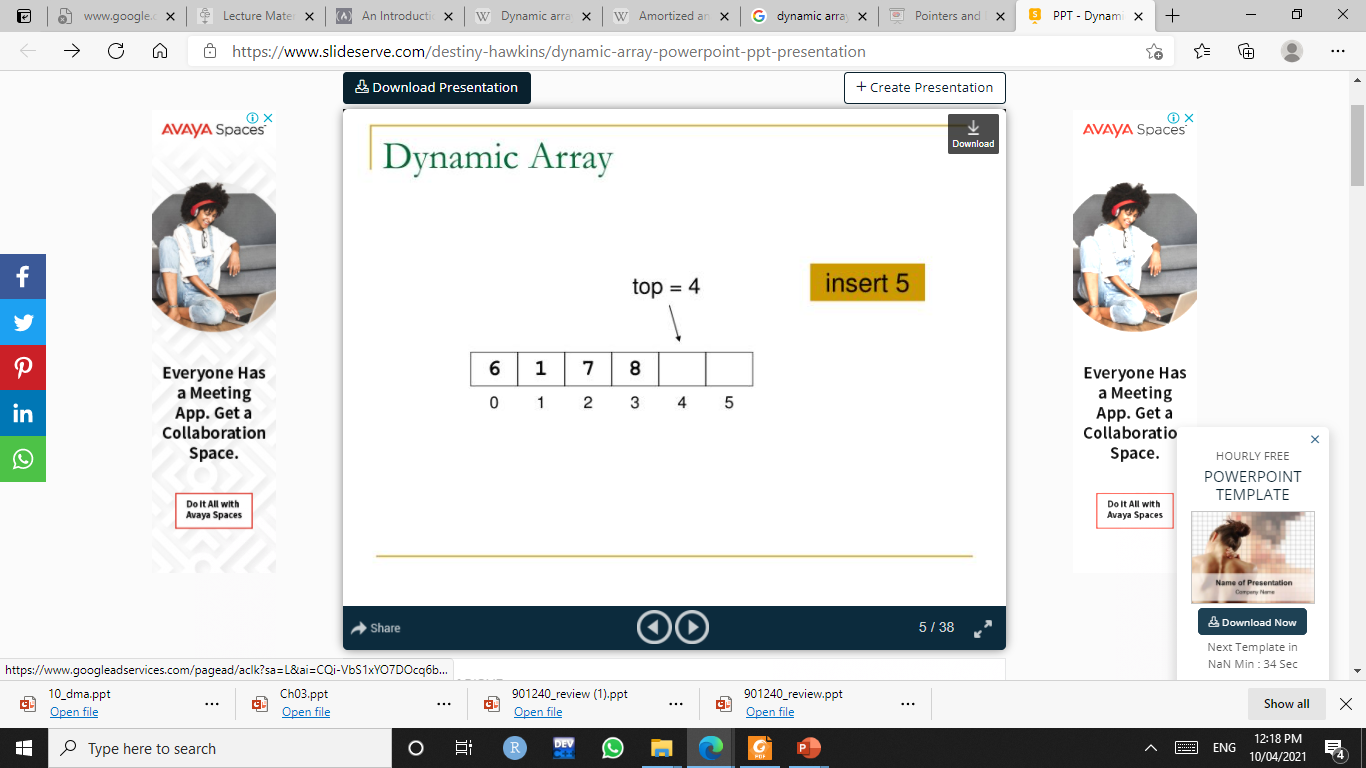 www.google.c
Lecture Mater
An Introducti
Dynamic arra
Amortized an
dynamic array
Pointers and
PPT - Dynam
https://www.slideserve.com/destiny-hawkins/dynamic-array-powerpoint-ppt-presentation
Download Presentation
+ Create Presentation
AVAYA Spaces
Everyone Has
a Meeting
App. Get a
Collaboration
Space.
Do It All with
Avaya Spaces
Download
Dynamic Array
top = 4
insert 5
6 1 7 8
0 1 2 3 4 5
Share
5 / 38
AVAYA Spaces
Everyone Has
a Meeting
App. Get a
Collaboratio
Space.
Do It All with
Avaya Spaces
HOURLY FREE
POWERPOINT
TEMPLATE
Name of Presentation
Company Name
Download Now
Next Template in
NaN Min : 34 Sec
https://www.googleadservices.com/pagead/aclk?sa=L&ai=CQi-VbS1xYO7DOcq6b...
10_dma.ppt
Open file
Ch03.ppt
Open file
901240_review (1).ppt
Open file
901240_review.ppt
Open file
Show all
Type here to search
R
DEV
PDF
P
ENG
12:18 PM
10/04/2021
4